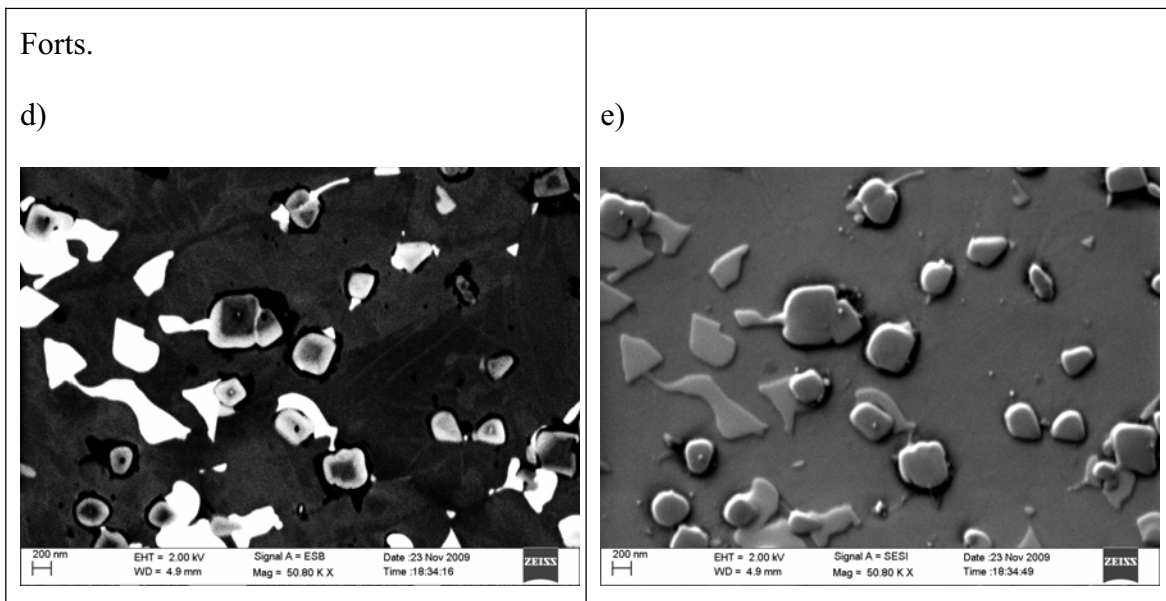 Forts.
d)
e)
200 nm
EHT = 2.00 kV
WD = 4.9 mm
Signal A = ESB
Mag = 50.80 K X
Date :23 Nov 2009
Time :18:34:16
ZEISS
200 nm
EHT = 2.00 kV
WD = 4.9 mm
Signal A = SESI
Mag = 50.80 K X
Date :23 Nov 2009
Time :18:34:49
ZEISS